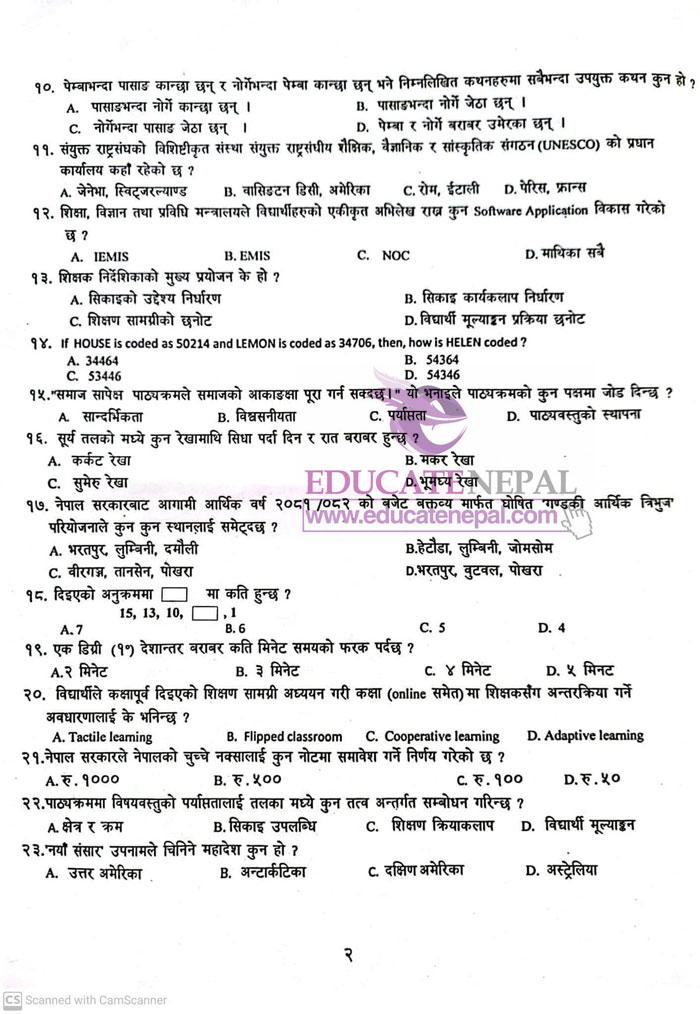 १०. पेम्बाभन्दा पासाङ कान्छा छन् र नोर्गेभन्दा पेम्बा कान्छा छन् भने निम्नलिखित कथनहरुमा सबैभन्दा उपयुक्त कथन कुन हो ?
A. पासाङभन्दा नोर्गे कान्छा छन् । B. पासाङभन्दा नोर्गे जेठा छन् ।
C. नोर्गेभन्दा पासाङ जेठा छन् । D. पेम्बा र नोर्गे बराबर उमेरका छन् ।
११. संयुक्त राष्ट्रसंघको विशिष्टीकृत संस्था संयुक्त राष्ट्रसंघीय शैक्षिक, वैज्ञानिक र सांस्कृतिक संगठन (UNESCO) को प्रधान
कार्यालय कहाँ रहेको छ ?
A. जेनेभा, स्विट्जरल्याण्ड B. वासिङटन डिसी, अमेरिका C. रोम, ईटाली D. पेरिस, फ्रान्स
१२. शिक्षा, विज्ञान तथा प्रविधि मन्त्रालयले विद्यार्थीहरुको एकीकृत अभिलेख राख्न कुन Software Application विकास गरेको
छ ?
A. IEMIS B. EMIS C. NOC D. माथिका सबै
१३. शिक्षक निर्देशिकाको मुख्य प्रयोजन के हो ?
A. सिकाइको उद्देश्य निर्धारण B. सिकाइ कार्यकलाप निर्धारण
C. शिक्षण सामग्रीको छनोट D. विद्यार्थी मूल्याङ्कन प्रक्रिया छनोट
१४. If HOUSE is coded as 50214 and LEMON is coded as 34706, then, how is HELEN coded ?
A. 34464 B. 54364
C. 53446 D. 54346
१५."समाज सापेक्ष पाठ्यक्रमले समाजको आकाङक्षा पूरा गर्न सक्दछ।" यो भनाइले पाठ्यक्रमको कुन पक्षमा जोड दिन्छ ?
A. सान्दर्भिकता B. विश्वसनीयता C. पर्याप्तता D. पाठ्यवस्तुको स्थापना
१६. सूर्य तलको मध्ये कुन रेखामाथि सिधा पर्दा दिन र रात बराबर हुन्छ ?
A. कर्कट रेखा B. मकर रेखा
C. सुमेरु रेखा D. भूमध्य रेखा
EDUCATENEPAL
www.educatenepal.com
१७. नेपाल सरकारबाट आगामी आर्थिक वर्ष २०८१/०८२ को बजेट वक्तव्य मार्फत घोषित 'गण्डकी आर्थिक त्रिभुज'
परियोजनाले कुन कुन स्थानलाई समेट्दछ ?
A. भरतपुर, लुम्बिनी, दमौली B. हेटौडा, लुम्बिनी, जोमसोम
C. वीरगन्ज, तानसेन, पोखरा D. भरतपुर, वुटवल, पोखरा
१८. दिइएको अनुक्रममा मा कति हुन्छ ?
15, 13, 10, , 1
A. 7 B. 6 C. 5 D. 4
१९. एक डिग्री (१°) देशान्तर बराबर कति मिनेट समयको फरक पर्दछ ?
A. २ मिनेट B. ३ मिनेट C. ४ मिनेट D. ५ मिनट
२०. विद्यार्थीले कक्षापूर्व दिइएको शिक्षण सामग्री अध्ययन गरी कक्षा (online समेत) मा शिक्षकसँग अन्तरक्रिया गर्ने
अवधारणालाई के भनिन्छ ?
A. Tactile learning B. Flipped classroom C. Cooperative learning D. Adaptive learning
२१.नेपाल सरकारले नेपालको चुच्चे नक्सालाई कुन नोटमा समावेश गर्ने निर्णय गरेको छ ?
A. रु.१००० B. रु.५०० C. रु.१०० D. रु.५०
२२.पाठ्यक्रममा विषयवस्तुको पर्याप्ततालाई तलका मध्ये कुन तत्व अन्तर्गत सम्बोधन गरिन्छ ?
A. क्षेत्र र क्रम B. सिकाइ उपलब्धि C. शिक्षण क्रियाकलाप D. विद्यार्थी मूल्याङ्कन
२३.'नयाँ संसार' उपनामले चिनिने महादेश कुन हो ?
A. उत्तर अमेरिका B. अन्टार्कटिका C. दक्षिण अमेरिका D. अस्ट्रेलिया
२
CS Scanned with CamScanner